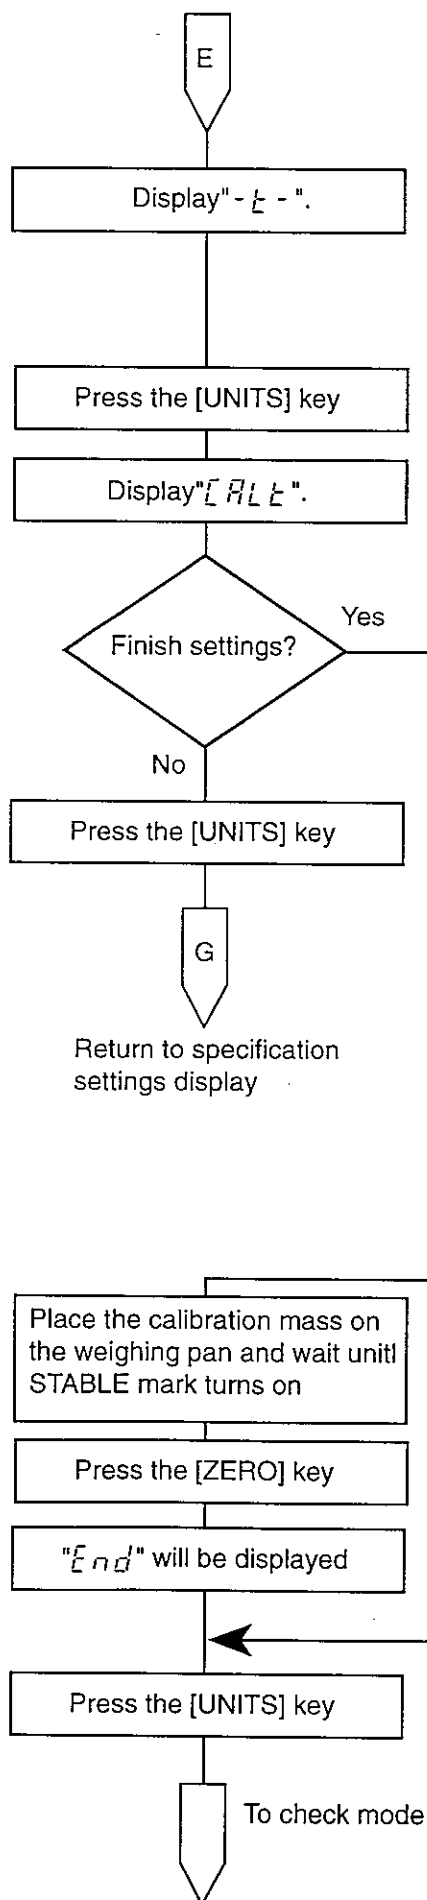 E
Display"-t-".
Press the [UNITS] key
Display"CALt".
Finish settings?
Yes
No
Press the [UNITS] key
G
Return to specification
settings display
Place the calibration mass on
the weighing pan and wait unitl
STABLE mark turns on
Press the [ZERO] key
"End" will be displayed
Press the [UNITS] key
To check mode